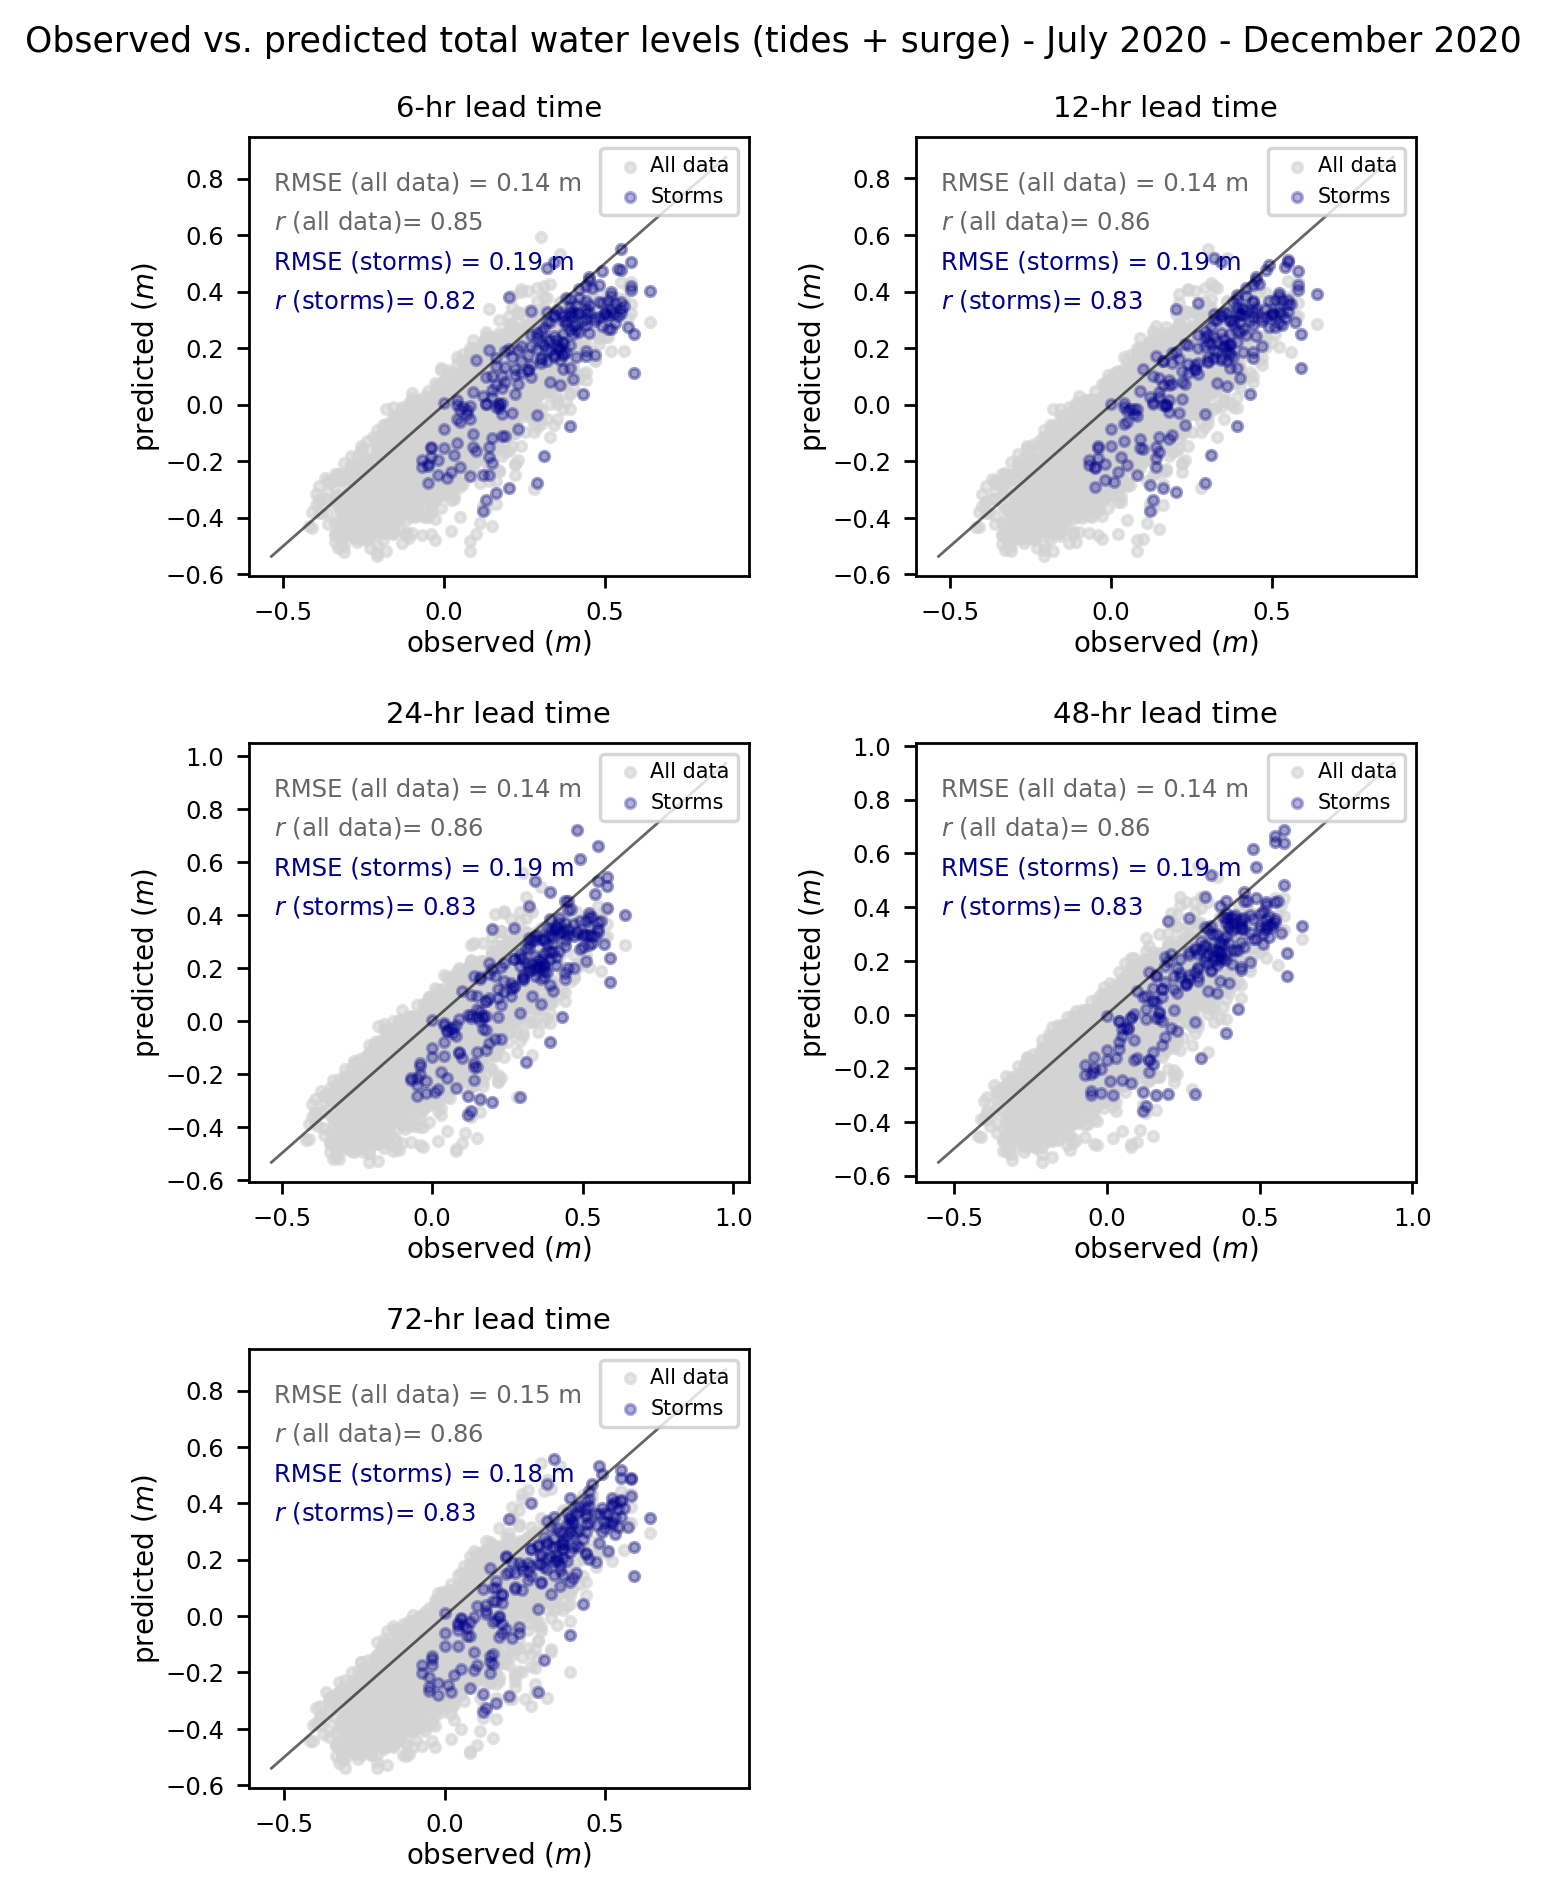 Observed vs. predicted total water levels (tides + surge) - July 2020 - December 2020
6-hr lead time
RMSE (all data) = 0.14 m
r (all data)= 0.85
RMSE (storms) = 0.19 m
r (storms)= 0.82
All data
Storms
predicted (m)
0.8
0.6
0.4
0.2
0.0
−0.2
−0.4
−0.6
−0.5 0.0 0.5
observed (m)
12-hr lead time
RMSE (all data) = 0.14 m
r (all data)= 0.86
RMSE (storms) = 0.19 m
r (storms)= 0.83
All data
Storms
predicted (m)
0.8
0.6
0.4
0.2
0.0
−0.2
−0.4
−0.6
−0.5 0.0 0.5
observed (m)
24-hr lead time
RMSE (all data) = 0.14 m
r (all data)= 0.86
RMSE (storms) = 0.19 m
r (storms)= 0.83
All data
Storms
predicted (m)
1.0
0.8
0.6
0.4
0.2
0.0
−0.2
−0.4
−0.6
−0.5 0.0 0.5 1.0
observed (m)
48-hr lead time
RMSE (all data) = 0.14 m
r (all data)= 0.86
RMSE (storms) = 0.19 m
r (storms)= 0.83
All data
Storms
predicted (m)
1.0
0.8
0.6
0.4
0.2
0.0
−0.2
−0.4
−0.6
−0.5 0.0 0.5 1.0
observed (m)
72-hr lead time
RMSE (all data) = 0.15 m
r (all data)= 0.86
RMSE (storms) = 0.18 m
r (storms)= 0.83
All data
Storms
predicted (m)
0.8
0.6
0.4
0.2
0.0
−0.2
−0.4
−0.6
−0.5 0.0 0.5
observed (m)